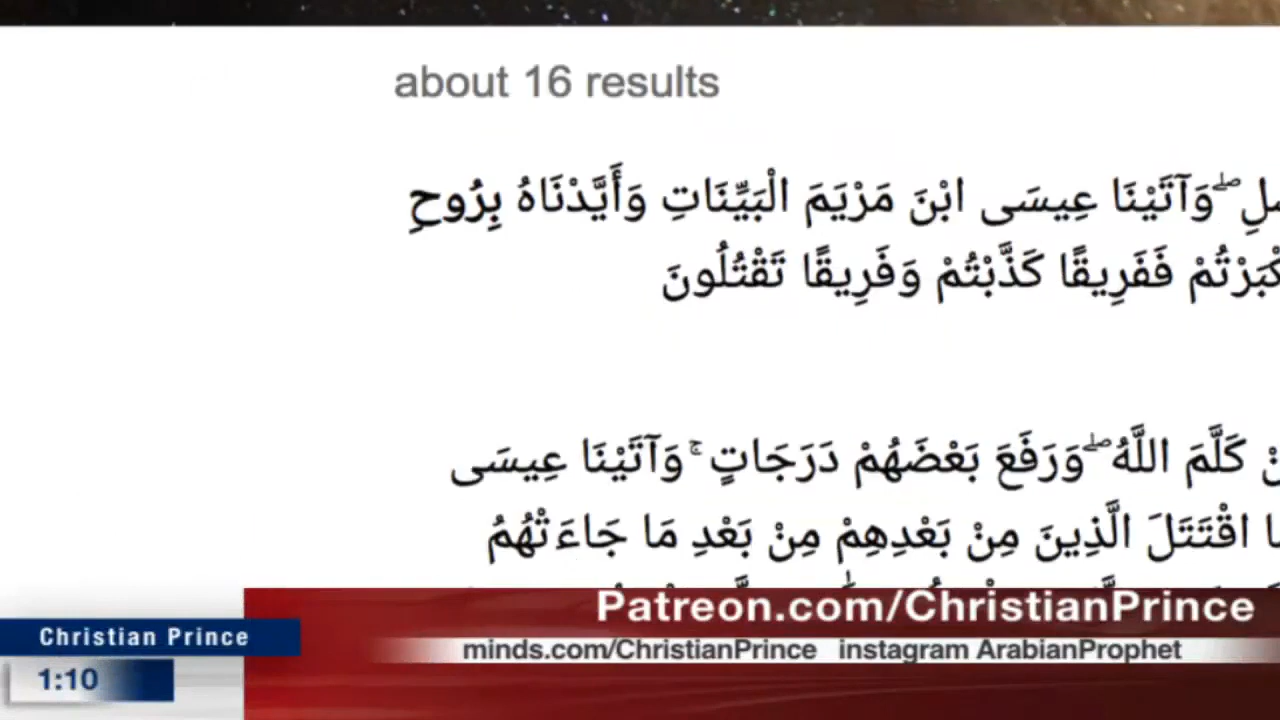 about 16 results
ۖ وَآتَيْنَا عِيسَى ابْنَ مَرْيَمَ الْبَيِّنَاتِ وَأَيَّدْنَاهُ بِرُوحِ
فَفَرِيقًا كَذَّبْتُمْ وَفَرِيقًا تَقْتُلُونَ
كَلَّمَ اللَّهُ ۖ وَرَفَعَ بَعْضَهُمْ دَرَجَاتٍ ۚ وَآتَيْنَا عِيسَى
اقْتَتَلَ الَّذِينَ مِنْ بَعْدِهِمْ مِنْ بَعْدِ مَا جَاءَتْهُمُ
Patreon.com/ChristianPrince
Christian Prince
minds.com/ChristianPrince instagram ArabianProphet
1:10